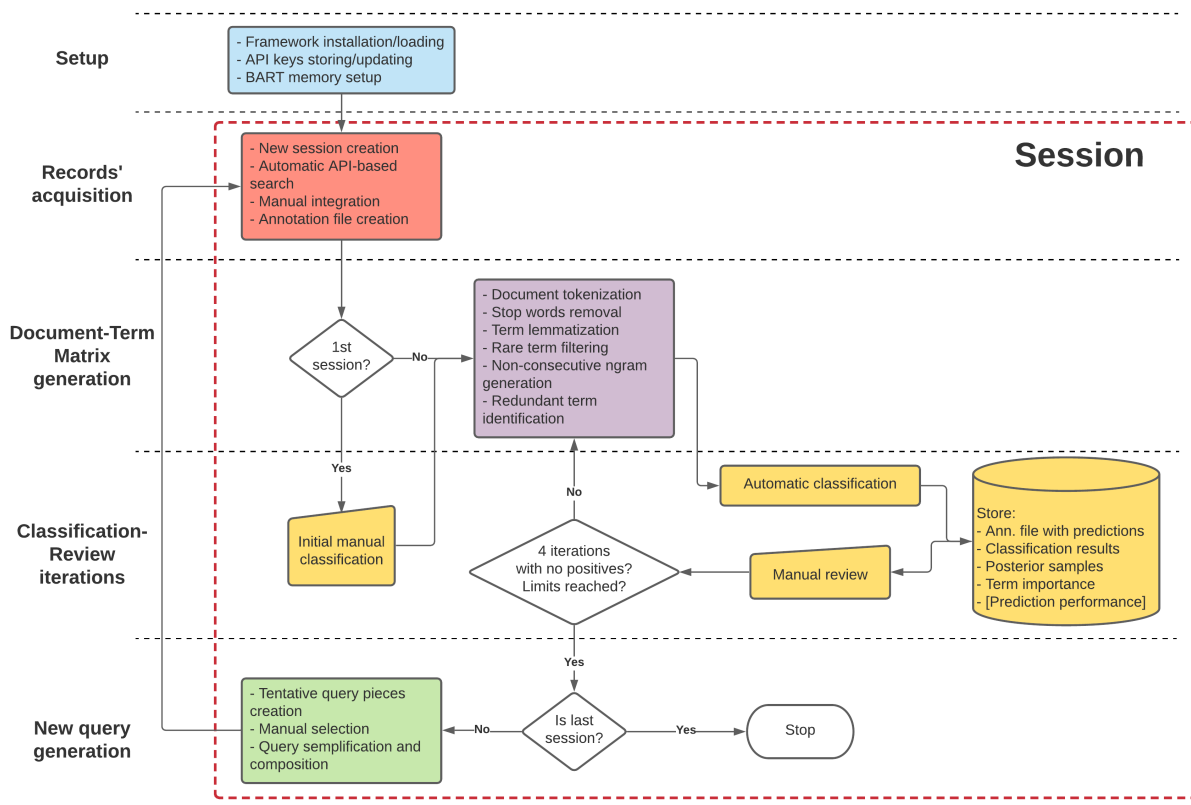 Setup
- Framework installation/loading
- API keys storing/updating
- BART memory setup
Session
Records'
acquisition
- New session creation
- Automatic API-based
search
- Manual integration
- Annotation file creation
Document-Term
Matrix
generation
1st
session?
No
Yes
- Document tokenization
- Stop words removal
- Term lemmatization
- Rare term filtering
- Non-consecutive ngram
generation
- Redundant term
identification
Classification-
Review
iterations
Initial manual
classification
No
4 iterations
with no positives?
Limits reached?
Yes
Automatic classification
Manual review
Store:
- Ann. file with predictions
- Classification results
- Posterior samples
- Term importance
- [Prediction performance]
New query
generation
- Tentative query pieces
creation
- Manual selection
- Query semplification and
composition
No
Is last
session?
Yes
Stop